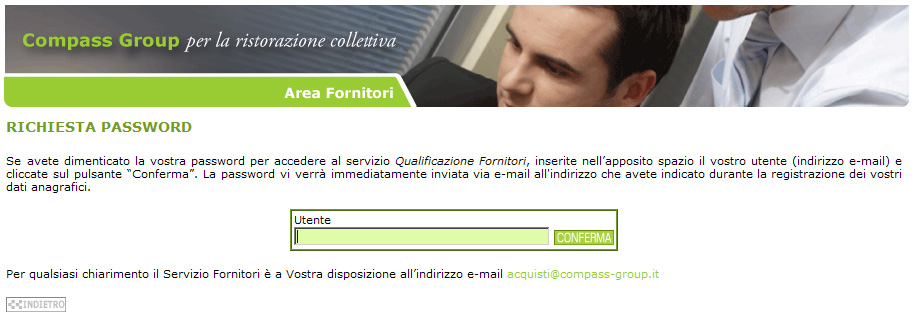 Compass Group per la ristorazione collettiva
Area Fornitori
RICHIESTA PASSWORD
Se avete dimenticato la vostra password per accedere al servizio Qualificazione Fornitori, inserite nell’apposito spazio il vostro utente (indirizzo e-mail) e
cliccate sul pulsante “Conferma”. La password vi verrà immediatamente inviata via e-mail all'indirizzo che avete indicato durante la registrazione dei vostri
dati anagrafici.
Utente
CONFERMA
Per qualsiasi chiarimento il Servizio Fornitori è a Vostra disposizione all’indirizzo e-mail acquisti@compass-group.it
INDIETRO